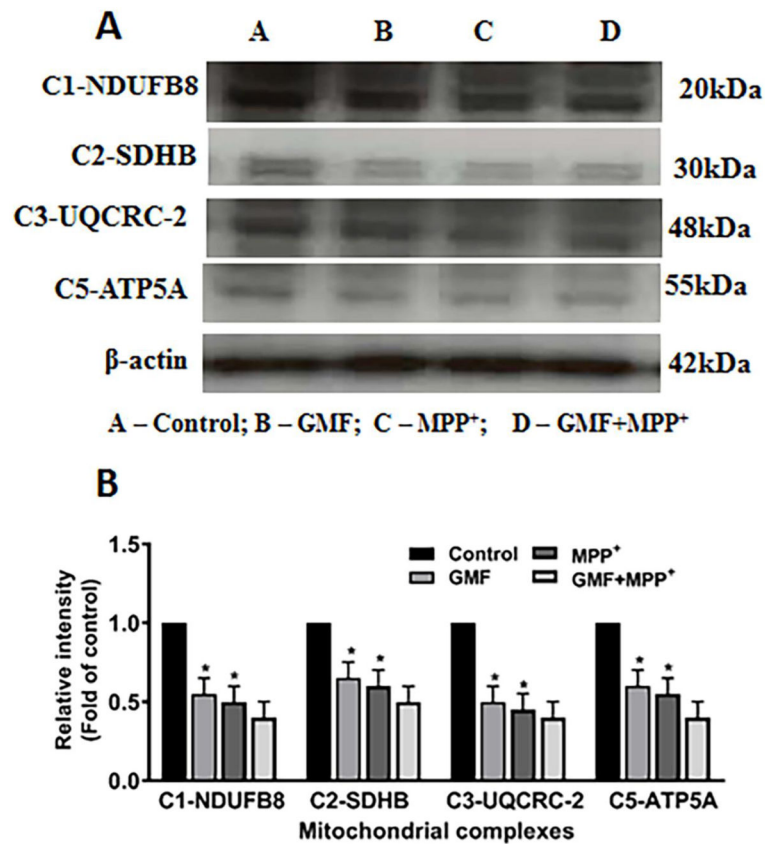 A
A B C D
C1-NDUFB8 20kDa
C2-SDHB 30kDa
C3-UQCRC-2 48kDa
C5-ATP5A 55kDa
β-actin 42kDa
A – Control; B – GMF; C – MPP⁺; D – GMF+MPP⁺
B
Relative intensity
(Fold of control)
1.5
1.0
0.5
0.0
Control MPP⁺
GMF GMF+MPP⁺
* * * * * * * *
C1-NDUFB8 C2-SDHB C3-UQCRC-2 C5-ATP5A
Mitochondrial complexes